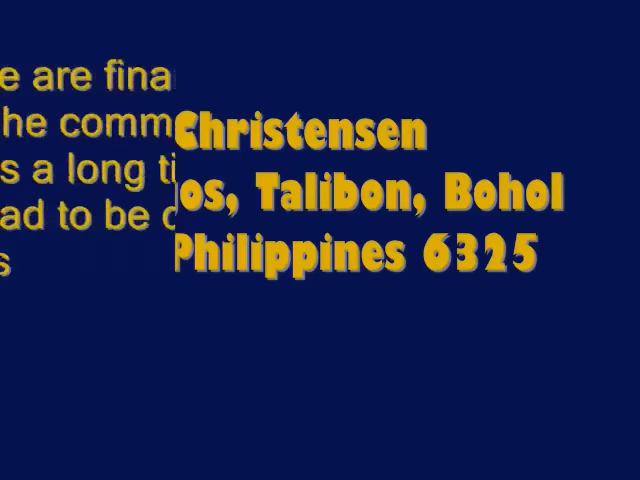 e are fina
he comm
s a long ti
ad to be
s
Christensen
os, Talibon, Bohol
Philippines 6325